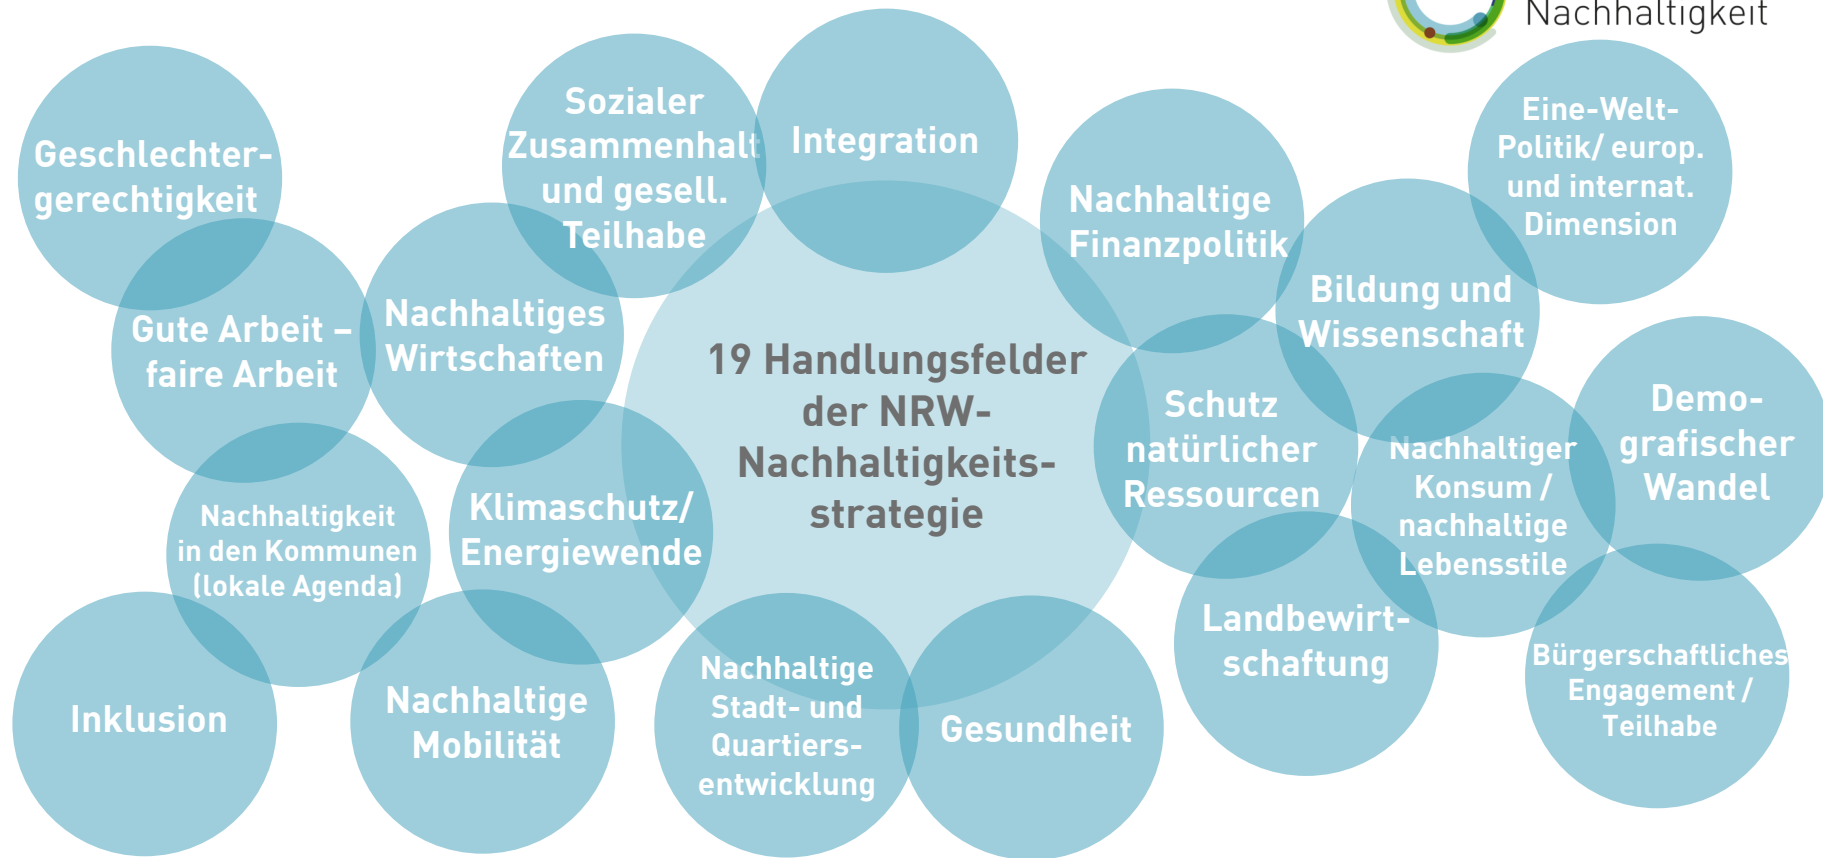 Nachhaltigkeit
Geschlechter-
gerechtigkeit
Sozialer
Zusammenhalt
und gesell.
Teilhabe
Integration
Nachhaltige
Finanzpolitik
Eine-Welt-
Politik/ europ.
und internat.
Dimension
Gute Arbeit –
faire Arbeit
Nachhaltiges
Wirtschaften
19 Handlungsfelder
der NRW-
Nachhaltigkeits-
strategie
Bildung und
Wissenschaft
Schutz
natürlicher
Ressourcen
Nachhaltiger
Konsum /
nachhaltige
Lebensstile
Demo-
grafischer
Wandel
Nachhaltigkeit
in den Kommunen
(lokale Agenda)
Klimaschutz/
Energiewende
Inklusion
Nachhaltige
Mobilität
Nachhaltige
Stadt- und
Quartiers-
entwicklung
Gesundheit
Landbewirt-
schaftung
Bürgerschaftliches
Engagement /
Teilhabe